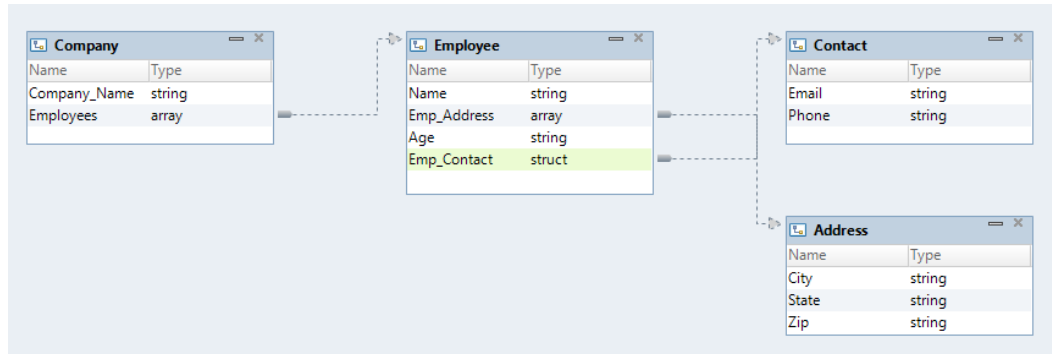 Company
Name Type
Company_Name string
Employees array
Employee
Name Type
Name string
Emp_Address array
Age string
Emp_Contact struct
Contact
Name Type
Email string
Phone string
Address
Name Type
City string
State string
Zip string